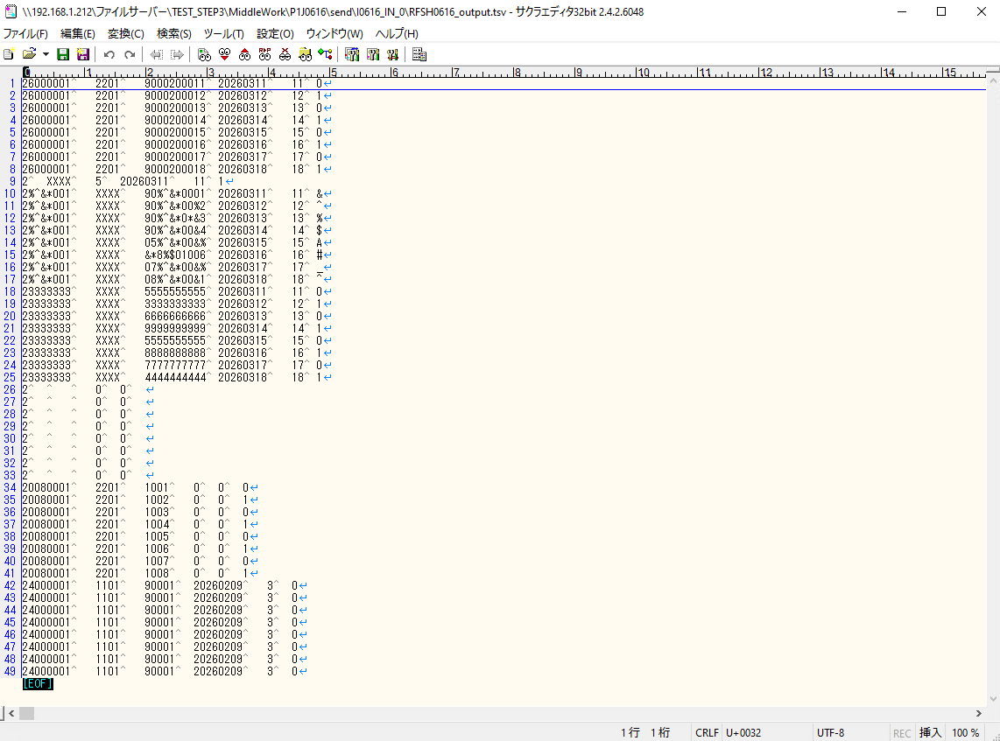 \\192.168.1.212\ファイルサーバー\TEST_STEP3\MiddleWork\P1J0616\send\I0616_IN_0\RFSH0616_output.tsv - サクラエディタ32bit 2.4.2.6048
ファイル(F) 編集(E) 変換(C) 検索(S) ツール(T) 設定(O) ウィンドウ(W) ヘルプ(H)
0 1 2 3 4 5 6 7 8 9 10 11 12 13 14 15
1 26000001^ 2201^ 9000200011^ 20260311^ 11^ 0↵
2 26000001^ 2201^ 9000200012^ 20260312^ 12^ 1↵
3 26000001^ 2201^ 9000200013^ 20260313^ 13^ 0↵
4 26000001^ 2201^ 9000200014^ 20260314^ 14^ 1↵
5 26000001^ 2201^ 9000200015^ 20260315^ 15^ 0↵
6 26000001^ 2201^ 9000200016^ 20260316^ 16^ 1↵
7 26000001^ 2201^ 9000200017^ 20260317^ 17^ 0↵
8 26000001^ 2201^ 9000200018^ 20260318^ 18^ 1↵
9 2^ XXXX^ 5^ 20260311^ 11^ 1↵
10 2%^&*001^ XXXX^ 90%^&*0001^ 20260311^ 11^ &↵
11 2%^&*001^ XXXX^ 90%^&*00%2^ 20260312^ 12^ ^↵
12 2%^&*001^ XXXX^ 90%^&*0*&3^ 20260313^ 13^ %↵
13 2%^&*001^ XXXX^ 90%^&*00&4^ 20260314^ 14^ $↵
14 2%^&*001^ XXXX^ 05%^&*00&%^ 20260315^ 15^ A↵
15 2%^&*001^ XXXX^ &*8%$01006^ 20260316^ 16^ #↵
16 2%^&*001^ XXXX^ 07%^&*00&%^ 20260317^ 17^ _↵
17 2%^&*001^ XXXX^ 08%^&*00&1^ 20260318^ 18^ ~↵
18 23333333^ XXXX^ 5555555555^ 20260311^ 11^ 0↵
19 23333333^ XXXX^ 3333333333^ 20260312^ 12^ 1↵
20 23333333^ XXXX^ 6666666666^ 20260313^ 13^ 0↵
21 23333333^ XXXX^ 9999999999^ 20260314^ 14^ 1↵
22 23333333^ XXXX^ 5555555555^ 20260315^ 15^ 0↵
23 23333333^ XXXX^ 8888888888^ 20260316^ 16^ 1↵
24 23333333^ XXXX^ 7777777777^ 20260317^ 17^ 0↵
25 23333333^ XXXX^ 4444444444^ 20260318^ 18^ 1↵
26 2^ ^ ^ 0^ 0^ ↵
27 2^ ^ ^ 0^ 0^ ↵
28 2^ ^ ^ 0^ 0^ ↵
29 2^ ^ ^ 0^ 0^ ↵
30 2^ ^ ^ 0^ 0^ ↵
31 2^ ^ ^ 0^ 0^ ↵
32 2^ ^ ^ 0^ 0^ ↵
33 2^ ^ ^ 0^ 0^ ↵
34 20080001^ 2201^ 1001^ 0^ 0^ 0↵
35 20080001^ 2201^ 1002^ 0^ 0^ 1↵
36 20080001^ 2201^ 1003^ 0^ 0^ 0↵
37 20080001^ 2201^ 1004^ 0^ 0^ 1↵
38 20080001^ 2201^ 1005^ 0^ 0^ 0↵
39 20080001^ 2201^ 1006^ 0^ 0^ 1↵
40 20080001^ 2201^ 1007^ 0^ 0^ 0↵
41 20080001^ 2201^ 1008^ 0^ 0^ 1↵
42 24000001^ 1101^ 90001^ 20260209^ 3^ 0↵
43 24000001^ 1101^ 90001^ 20260209^ 3^ 0↵
44 24000001^ 1101^ 90001^ 20260209^ 3^ 0↵
45 24000001^ 1101^ 90001^ 20260209^ 3^ 0↵
46 24000001^ 1101^ 90001^ 20260209^ 3^ 0↵
47 24000001^ 1101^ 90001^ 20260209^ 3^ 0↵
48 24000001^ 1101^ 90001^ 20260209^ 3^ 0↵
49 24000001^ 1101^ 90001^ 20260209^ 3^ 0↵
[EOF]
1 行 1 桁 CRLF U+0032 UTF-8 REC 挿入 100 %